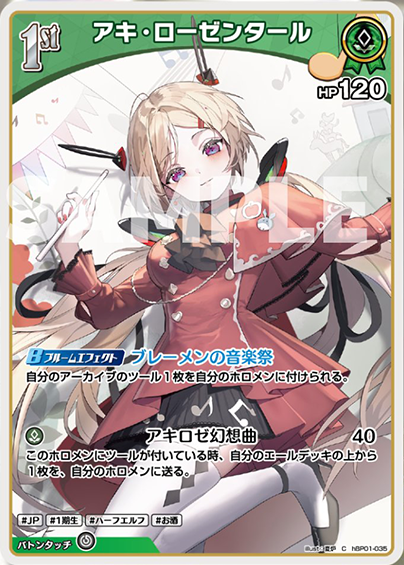 1st
アキ・ローゼンタール
HP120
SAMPLE
ブルームエフェクト ブレーメンの音楽祭
自分のアーカイブのツール1枚を自分のホロメンに付けられる。
アキロゼ幻想曲 40
このホロメンにツールが付いている時、自分のエールデッキの上から
1枚を、自分のホロメンに送る。
#JP #1期生 #ハーフエルフ #お酒
バトンタッチ
C hBP01-035